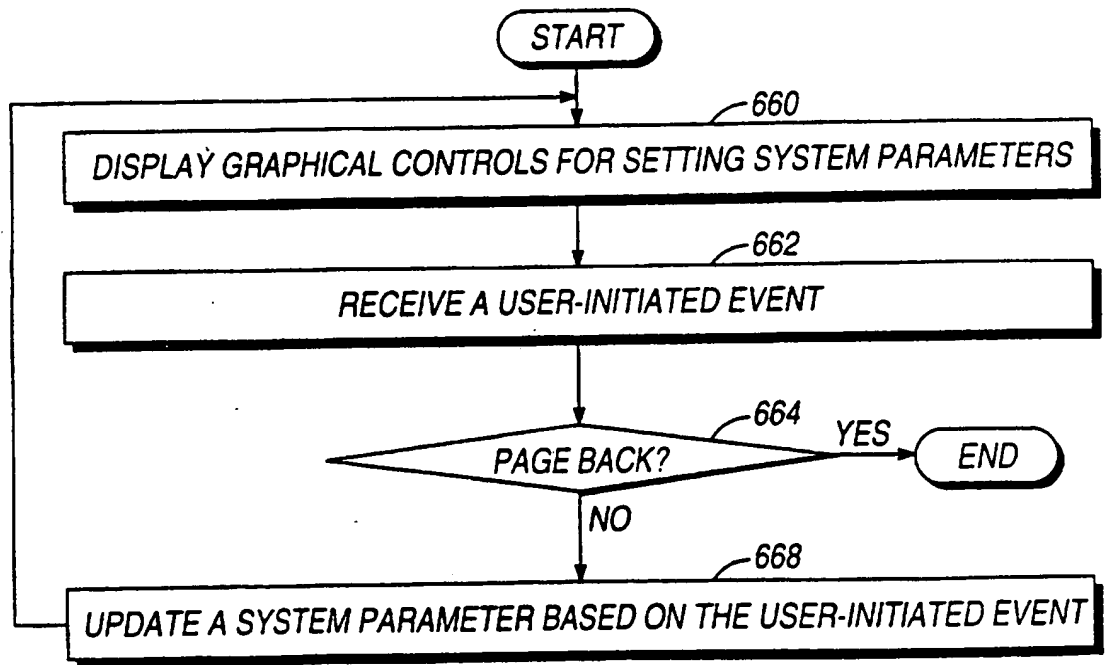 START
660
DISPLAY GRAPHICAL CONTROLS FOR SETTING SYSTEM PARAMETERS
662
RECEIVE A USER-INITIATED EVENT
664
PAGE BACK?
YES
END
NO
668
UPDATE A SYSTEM PARAMETER BASED ON THE USER-INITIATED EVENT